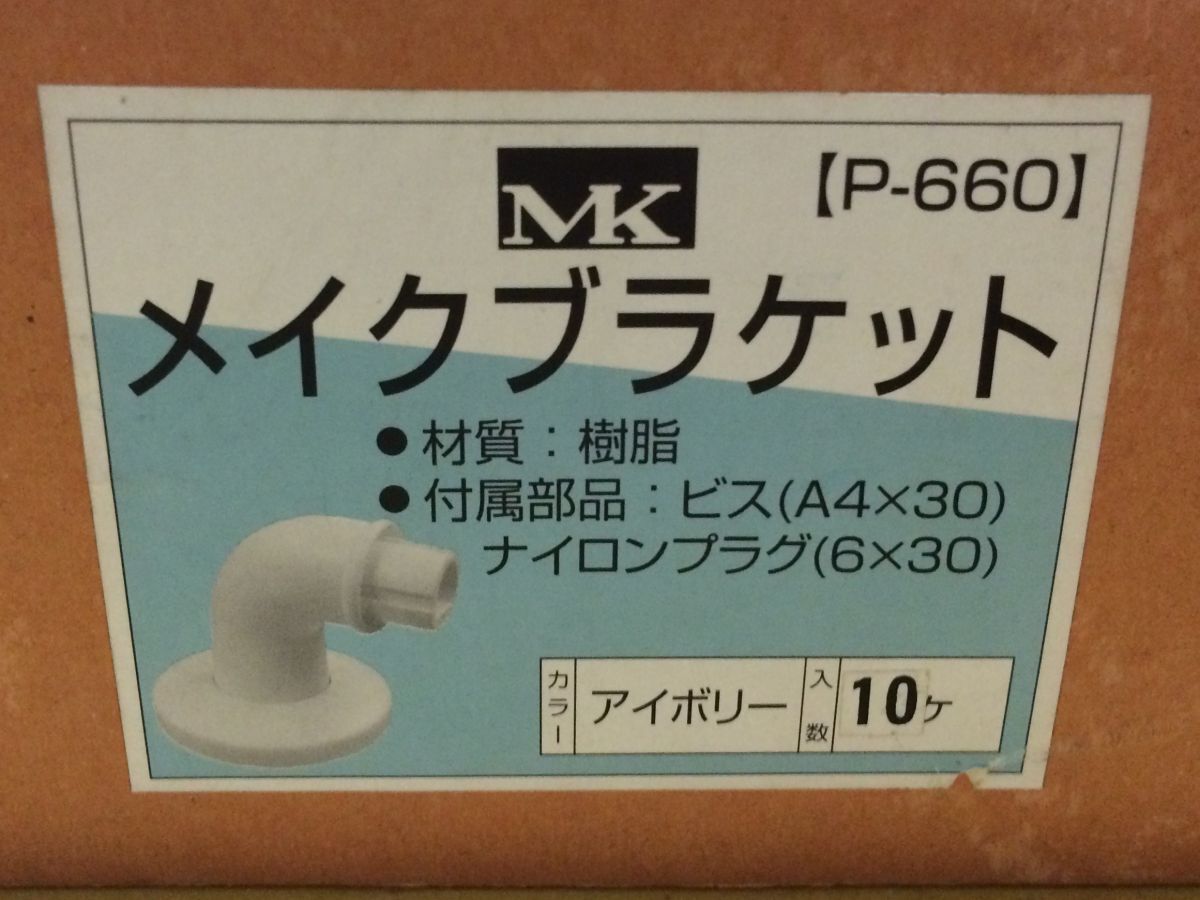 MK
【P-660】
メイクブラケット
●材質：樹脂
●付属部品：ビス(A4×30)
ナイロンプラグ(6×30)
カラー アイボリー 入数 10ヶ